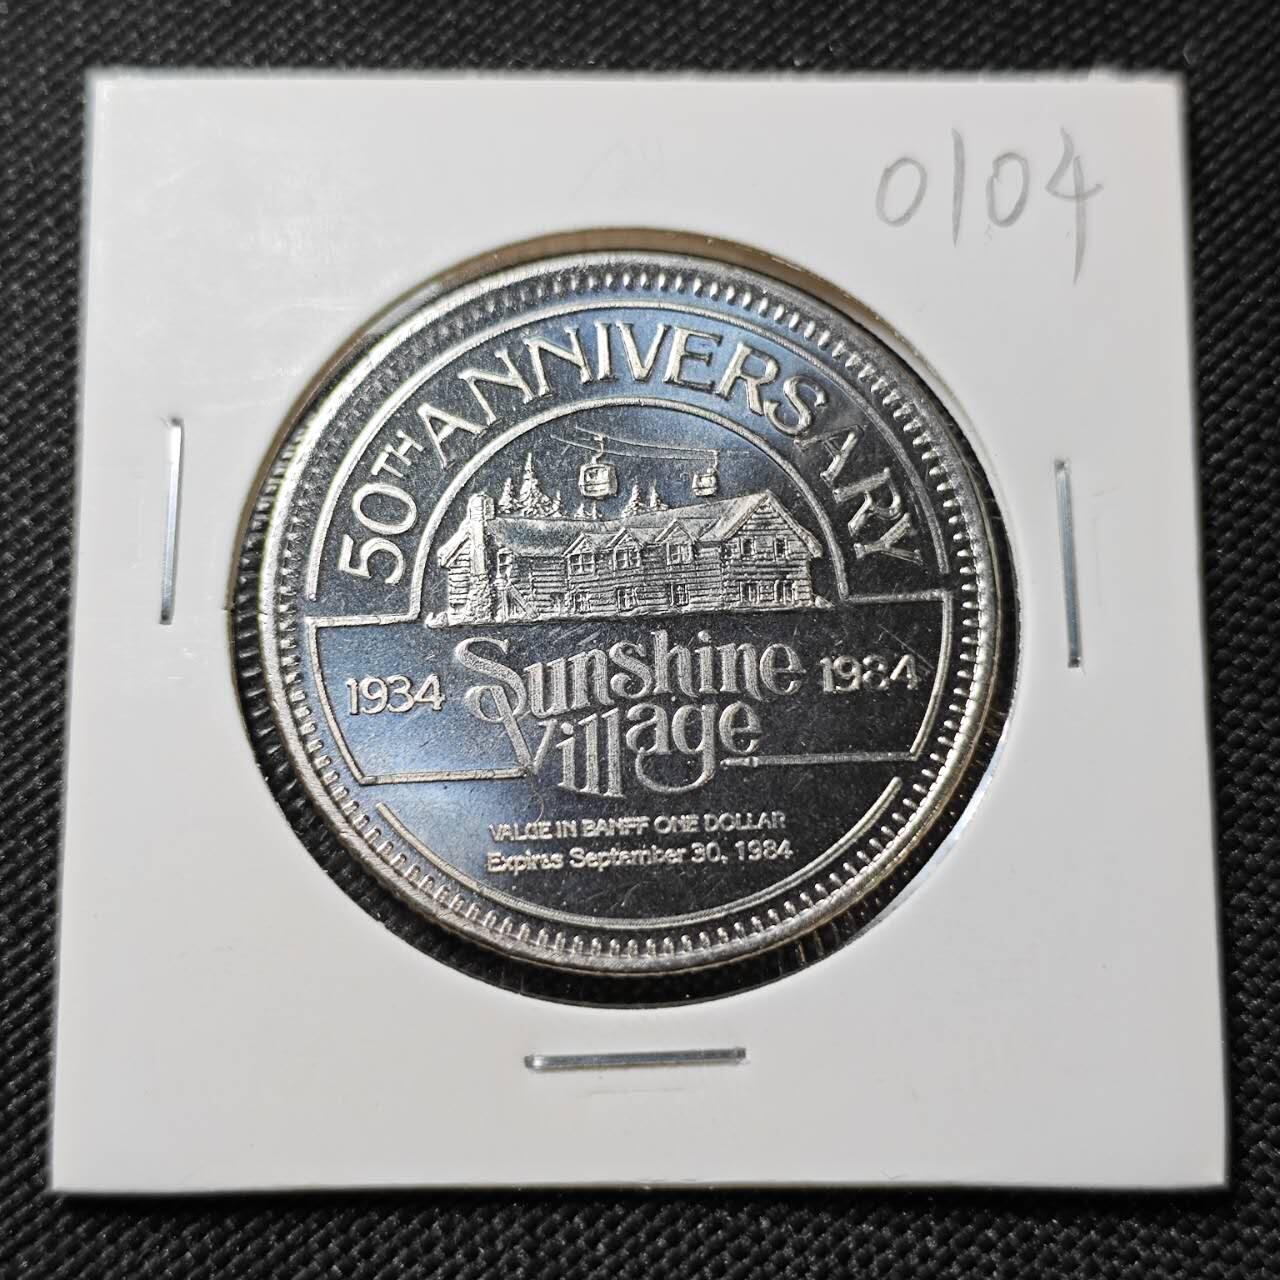 0104
50TH ANNIVERSARY
1934 Sunshine 1984
Village
VALUE IN BANFF ONE DOLLAR
Expires September 30, 1984